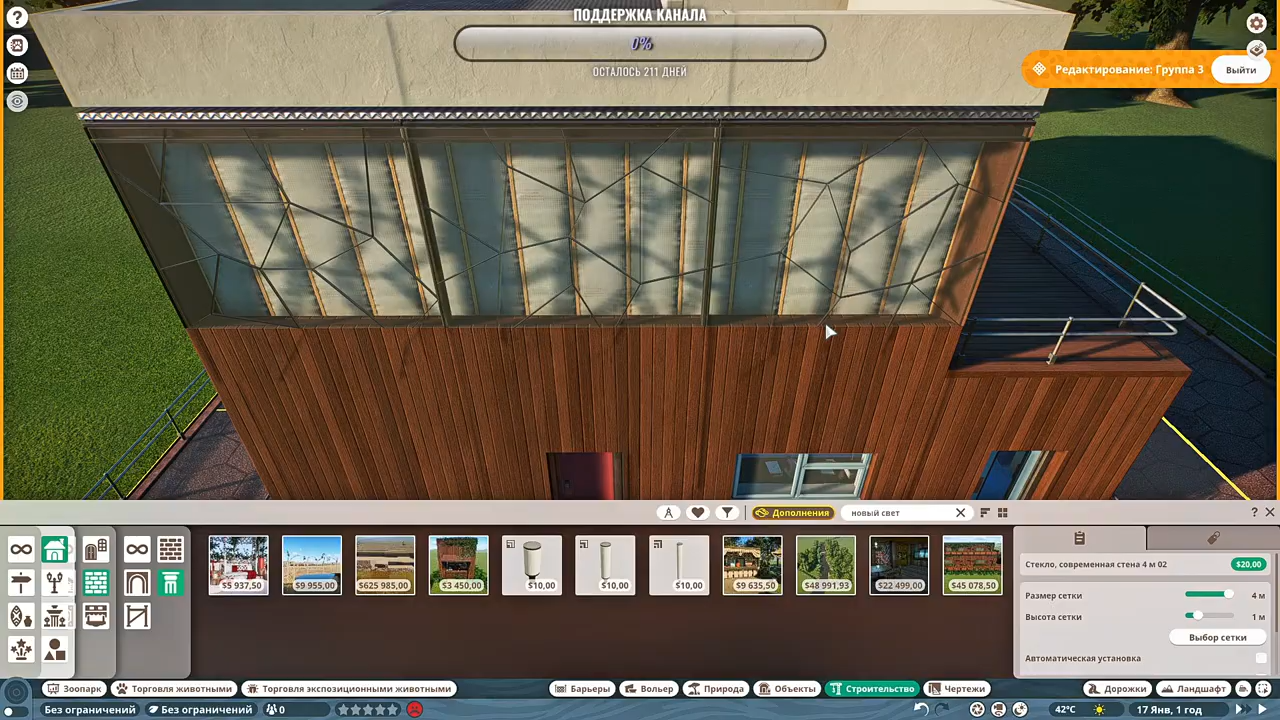 ПОДДЕРЖКА КАНАЛА
0%
ОСТАЛОСЬ 211 ДНЕЙ
Редактирование: Группа 3
Выйти
Дополнения
новый свет
$5 937,50
$9 955,00
$625 985,00
$3 450,00
$10,00
$10,00
$10,00
$9 635,50
$48 991,93
$22 499,00
$45 078,50
Стекло, современная стена 4 м 02
$20,00
Размер сетки
4 м
Высота сетки
1 м
Выбор сетки
Автоматическая установка
Зоопарк
Торговля животными
Торговля экспозиционными животными
Барьеры
Вольер
Природа
Объекты
Строительство
Чертежи
Дорожки
Ландшафт
Без ограничений
Без ограничений
0
42°C
17 Янв, 1 год